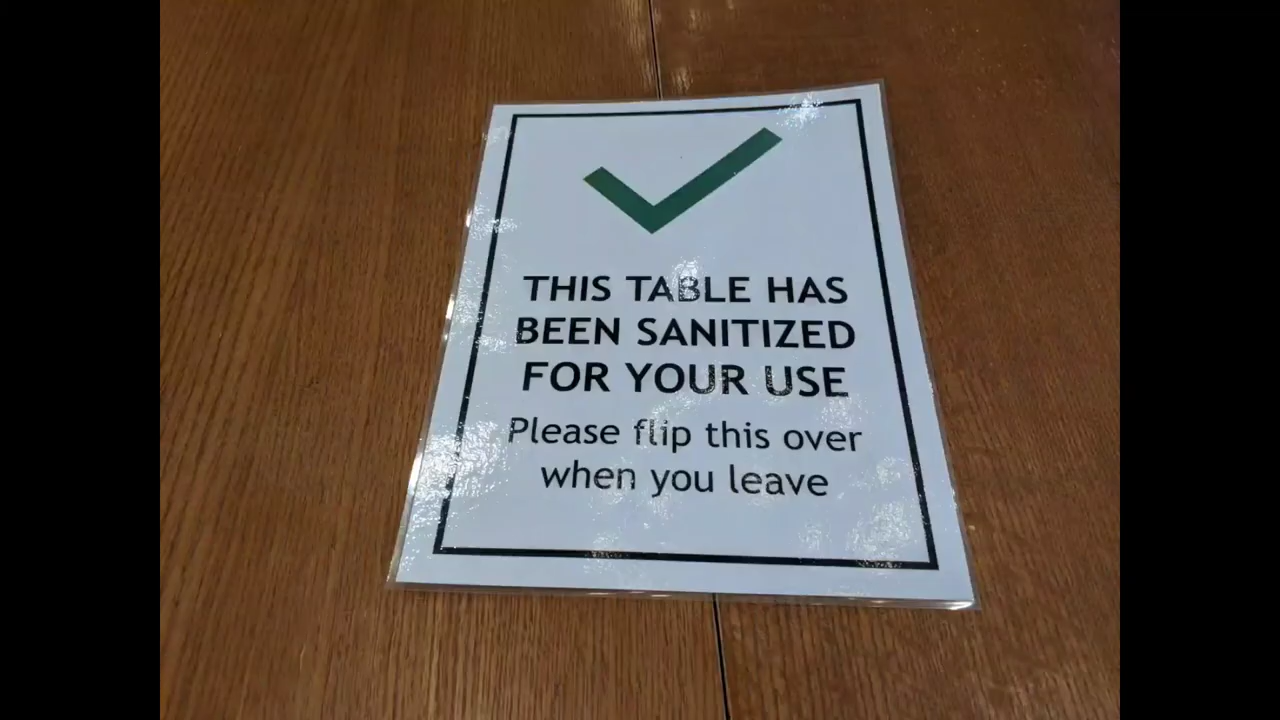 THIS TABLE HAS
BEEN SANITIZED
FOR YOUR USE
Please flip this over
when you leave